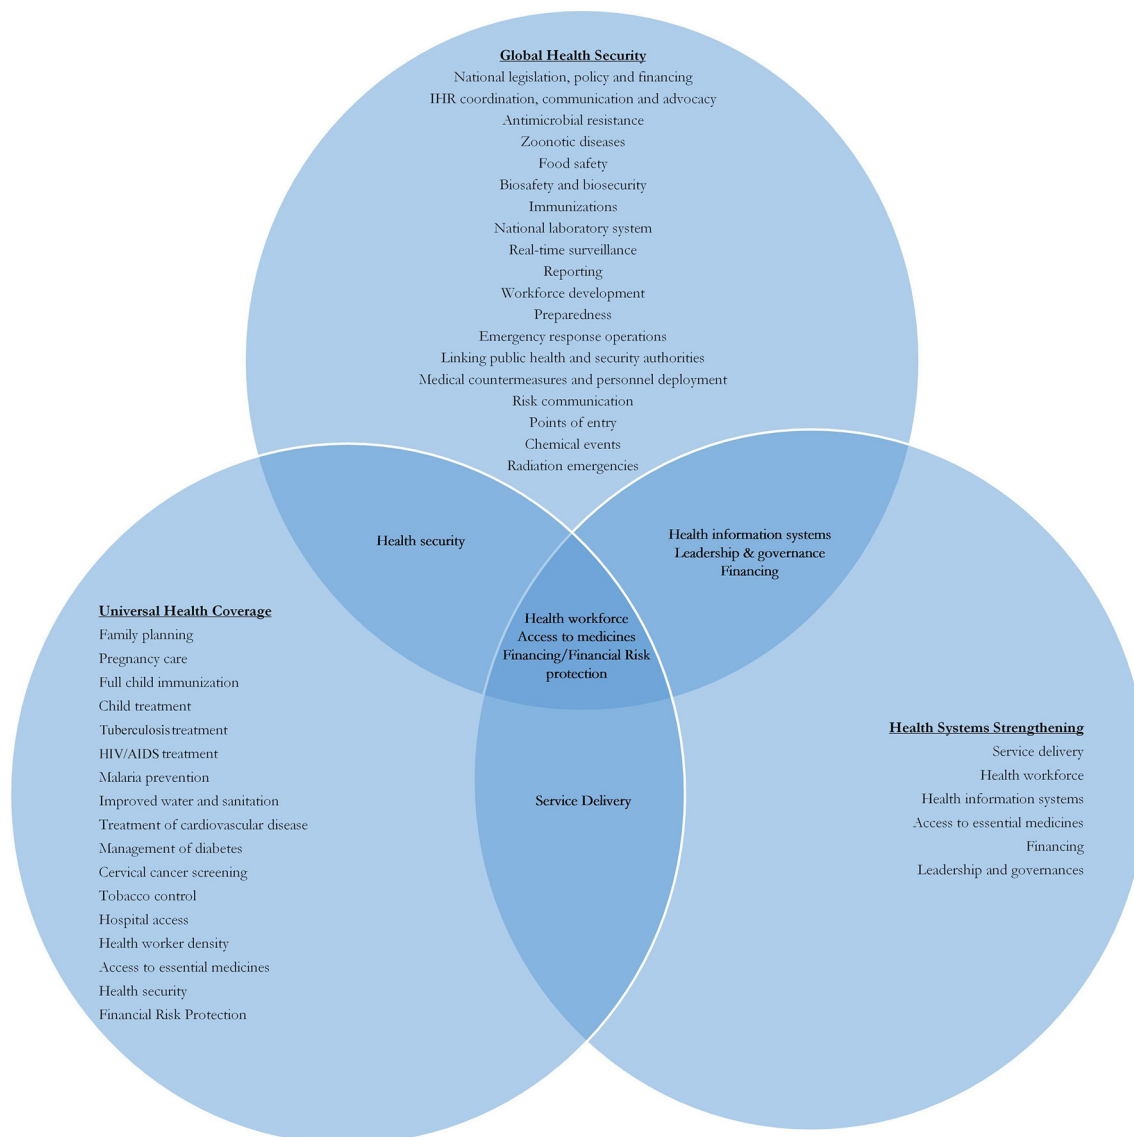 Global Health Security
National legislation, policy and financing
IHR coordination, communication and advocacy
Antimicrobial resistance
Zoonotic diseases
Food safety
Biosafety and biosecurity
Immunizations
National laboratory system
Real-time surveillance
Reporting
Workforce development
Preparedness
Emergency response operations
Linking public health and security authorities
Medical countermeasures and personnel deployment
Risk communication
Points of entry
Chemical events
Radiation emergencies
Health security
Health information systems
Leadership & governance
Financing
Health workforce
Access to medicines
Financing/Financial Risk
protection
Service Delivery
Universal Health Coverage
Family planning
Pregnancy care
Full child immunization
Child treatment
Tuberculosis treatment
HIV/AIDS treatment
Malaria prevention
Improved water and sanitation
Treatment of cardiovascular disease
Management of diabetes
Cervical cancer screening
Tobacco control
Hospital access
Health worker density
Access to essential medicines
Health security
Financial Risk Protection
Health Systems Strengthening
Service delivery
Health workforce
Health information systems
Access to essential medicines
Financing
Leadership and governances